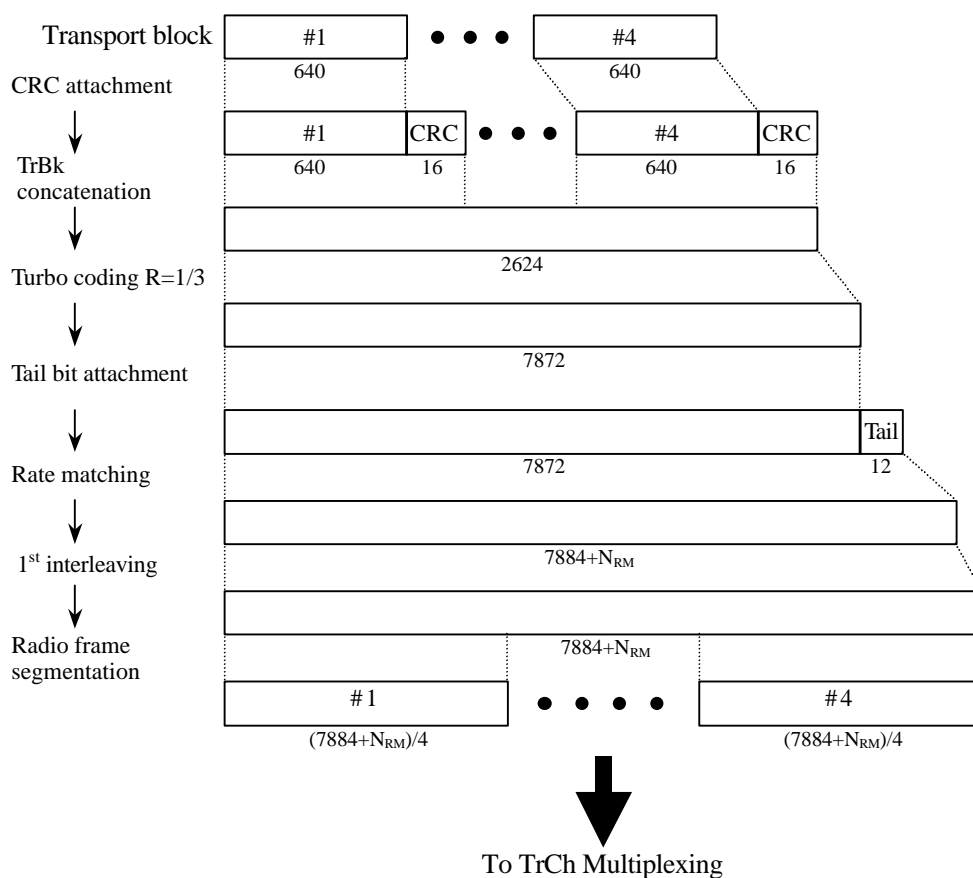 Transport block
#1
#4
640
640
CRC attachment
#1
CRC
#4
CRC
640
16
640
16
TrBk
concatenation
2624
Turbo coding R=1/3
7872
Tail bit attachment
Tail
7872
12
Rate matching
7884+NRM
1st interleaving
7884+NRM
Radio frame
segmentation
#1
#4
(7884+NRM)/4
(7884+NRM)/4
To TrCh Multiplexing